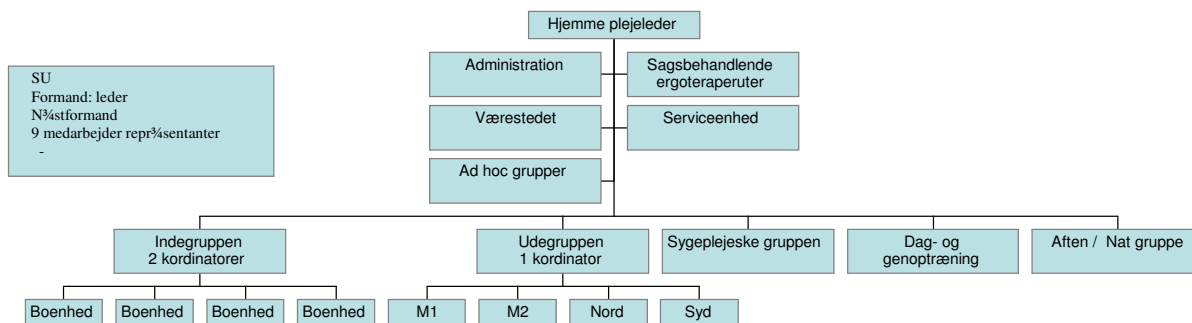 Hjemme plejeleder
Administration
Sagsbehandlende
ergoteraperuter
SU
Formand: leder
N¾stformand
9 medarbejder repr¾sentanter
-
Værestedet
Serviceenhed
Ad hoc grupper
Indegruppen
2 kordinatorer
Udegruppen
1 kordinator
Sygeplejeske gruppen
Dag- og
genoptræning
Aften / Nat gruppe
Boenhed
Boenhed
Boenhed
Boenhed
M1
M2
Nord
Syd